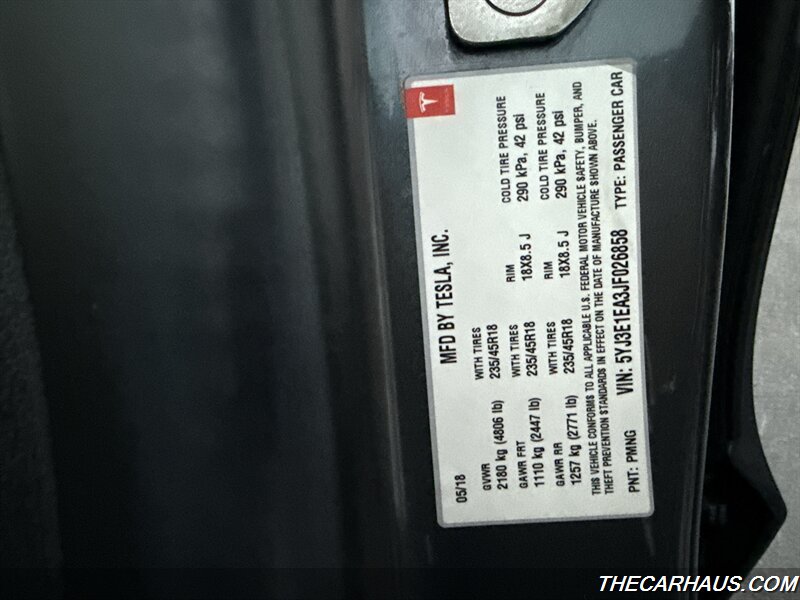 MFD BY TESLA, INC.
05/18
GVWR WITH TIRES
2180 kg (4806 lb) 235/45R18
GAWR FRT WITH TIRES RIM COLD TIRE PRESSURE
1110 kg (2447 lb) 235/45R18 18X8.5 J 290 kPa, 42 psi
GAWR RR WITH TIRES RIM COLD TIRE PRESSURE
1257 kg (2771 lb) 235/45R18 18X8.5 J 290 kPa, 42 psi
THIS VEHICLE CONFORMS TO ALL APPLICABLE U.S. FEDERAL MOTOR VEHICLE SAFETY, BUMPER, AND
THEFT PREVENTION STANDARDS IN EFFECT ON THE DATE OF MANUFACTURE SHOWN ABOVE.
PNT: PMNG VIN: 5YJ3E1EA3JF026858 TYPE: PASSENGER CAR
THECARHAUS.COM